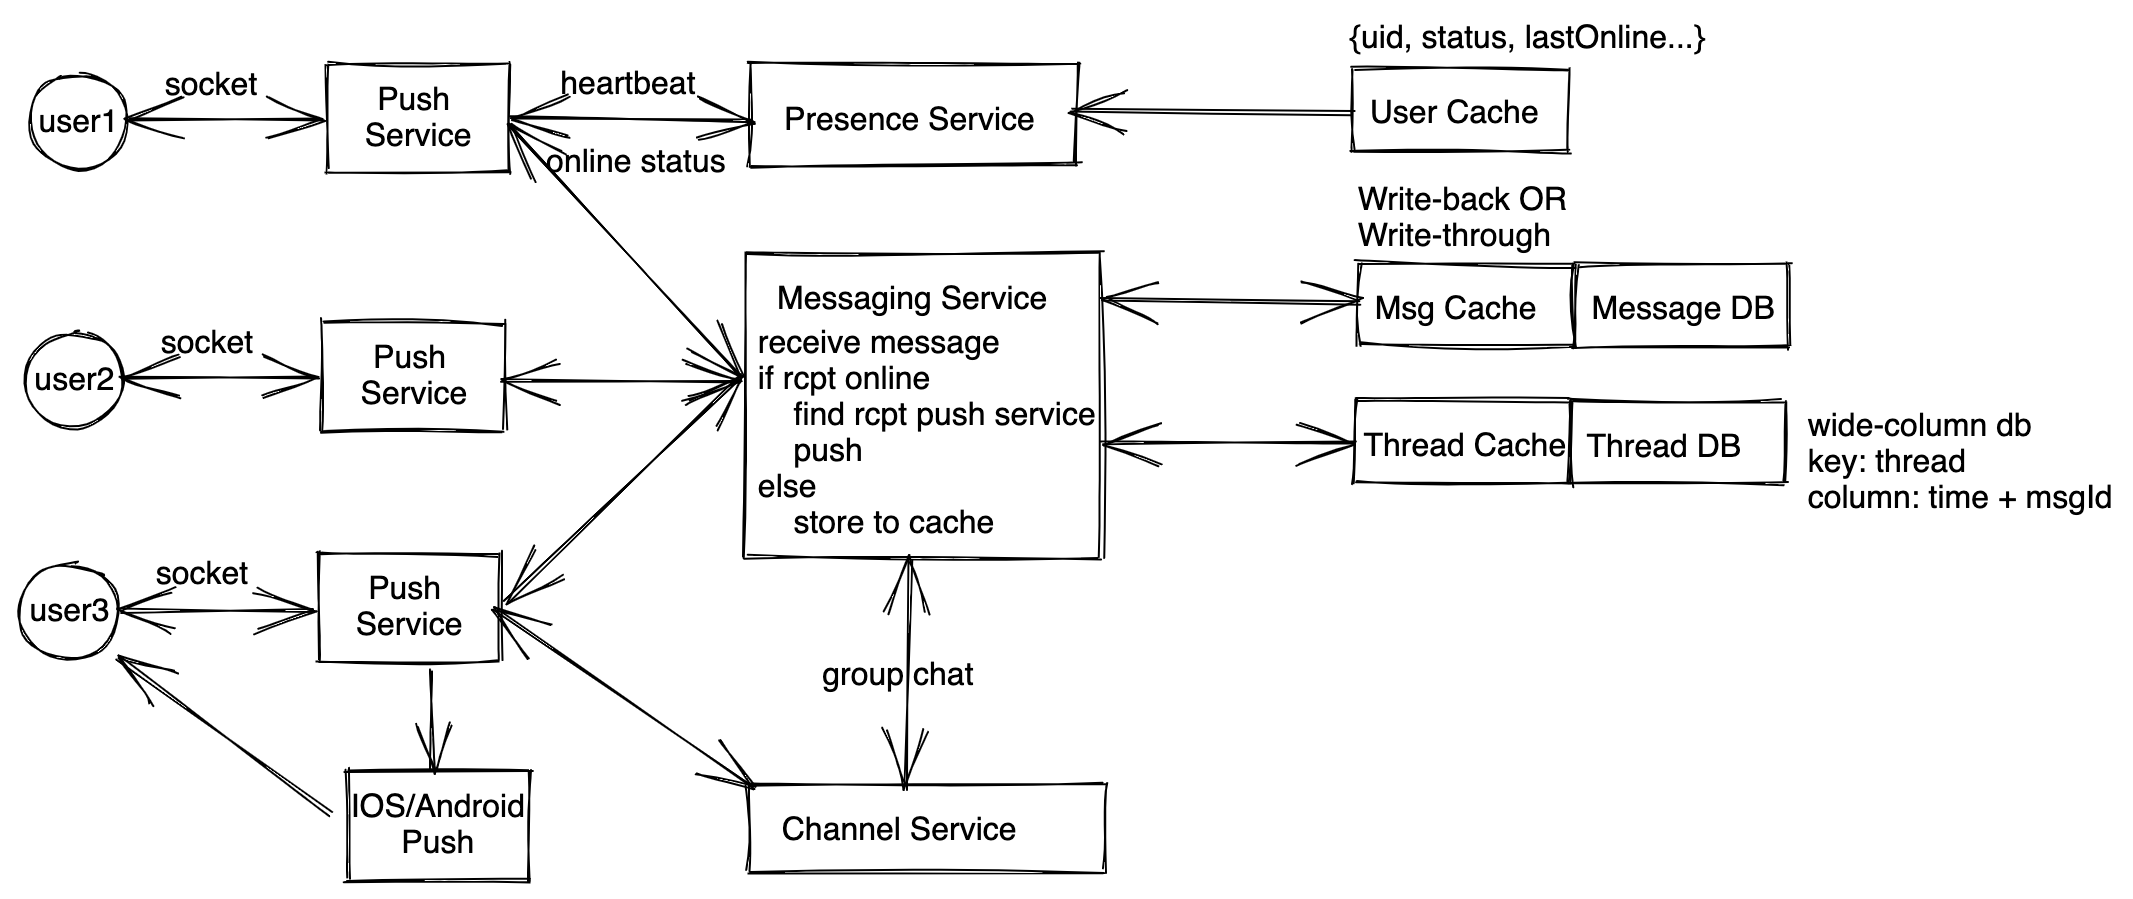 {uid, status, lastOnline...}
user1
socket
Push
Service
heartbeat
online status
Presence Service
User Cache
Write-back OR
Write-through
Msg Cache
Message DB
user2
socket
Push
Service
Messaging Service
receive message
if rcpt online
find rcpt push service
push
else
store to cache
Thread Cache
Thread DB
wide-column db
key: thread
column: time + msgId
user3
socket
Push
Service
group chat
IOS/Android
Push
Channel Service